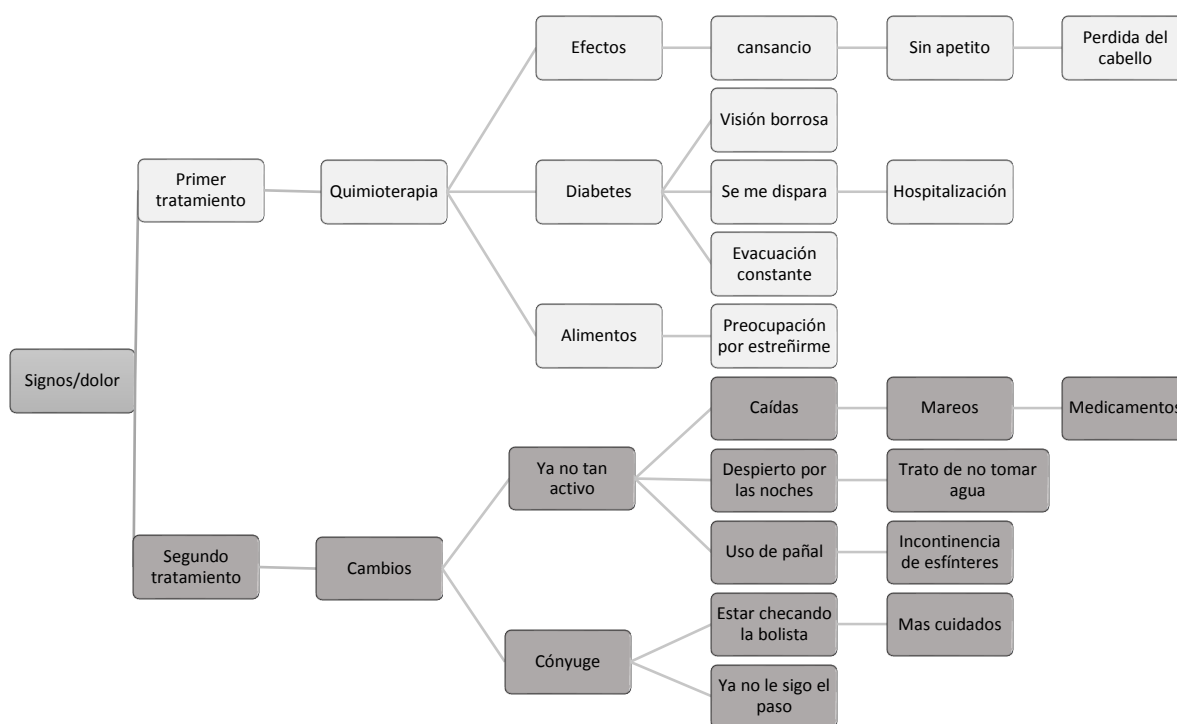 Efectos
cansancio
Sin apetito
Perdida del
cabello
Visión borrosa
Primer
tratamiento
Quimioterapia
Diabetes
Se me dispara
Hospitalización
Evacuación
constante
Alimentos
Preocupación
por estreñirme
Signos/dolor
Caídas
Mareos
Medicamentos
Ya no tan
activo
Despierto por
las noches
Trato de no tomar
agua
Uso de pañal
Incontinencia
de esfínteres
Segundo
tratamiento
Cambios
Estar checando
la bolista
Mas cuidados
Cónyuge
Ya no le sigo el
paso